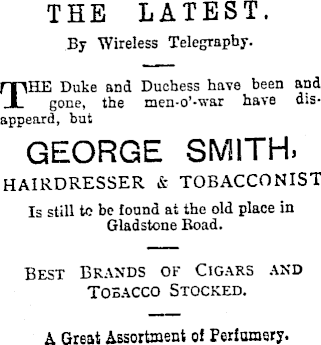 THE LATEST.
By Wireless Telegraphy.
THE Duke and Duchess have been and
gone, the men-o'-war have dis-
appeard, but
GEORGE SMITH,
HAIRDRESSER & TOBACCONIST
Is still to be found at the old place in
Gladstone Road.
BEST BRANDS OF CIGARS AND
TOBACCO STOCKED.
A Great Assortment of Perfumery.